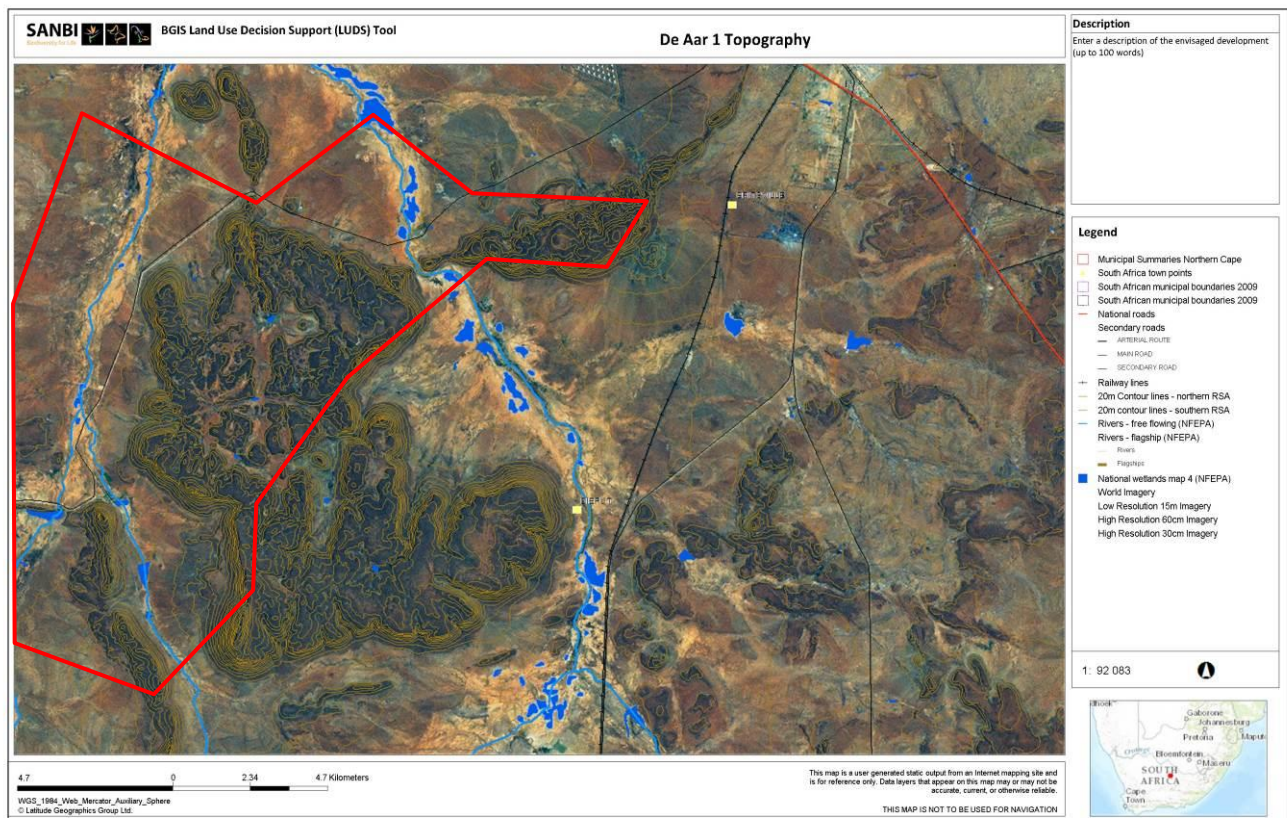 SANBI
Biodiversity for Life
BGIS Land Use Decision Support (LUDS) Tool
De Aar 1 Topography
Description
Enter a description of the envisaged development
(up to 100 words)
Legend
Municipal Summaries Northern Cape
South Africa town points
South African municipal boundaries 2009
South African municipal boundaries 2009
National roads
Secondary roads
ARTERIAL ROUTE
MAIN ROAD
SECONDARY ROAD
Railway lines
20m Contour lines - northern RSA
20m contour lines - southern RSA
Rivers - free flowing (NFEPA)
Rivers - flagship (NFEPA)
Rivers
Flagships
National wetlands map 4 (NFEPA)
World Imagery
Low Resolution 15m Imagery
High Resolution 60cm Imagery
High Resolution 30cm Imagery
1: 92 083
Gaborone
Johannesburg
Pretoria
Maputo
Bloemfontein
Maseru
SOUTH
AFRICA
Cape
Town
4.7 0 2.34 4.7 Kilometers
WGS_1984_Web_Mercator_Auxiliary_Sphere
© Latitude Geographics Group Ltd.
This map is a user generated static output from an Internet mapping site and
is for reference only. Data layers that appear on this map may or may not be
accurate, current, or otherwise reliable.
THIS MAP IS NOT TO BE USED FOR NAVIGATION